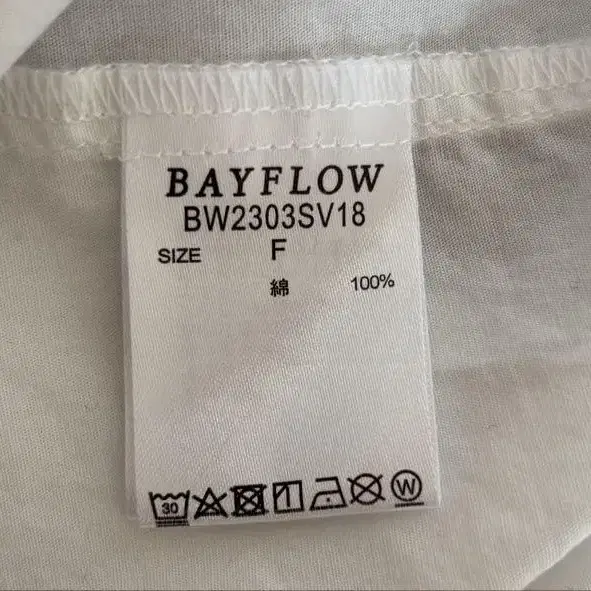 BAYFLOW
BW2303SV18
SIZE F
綿 100%
30 W